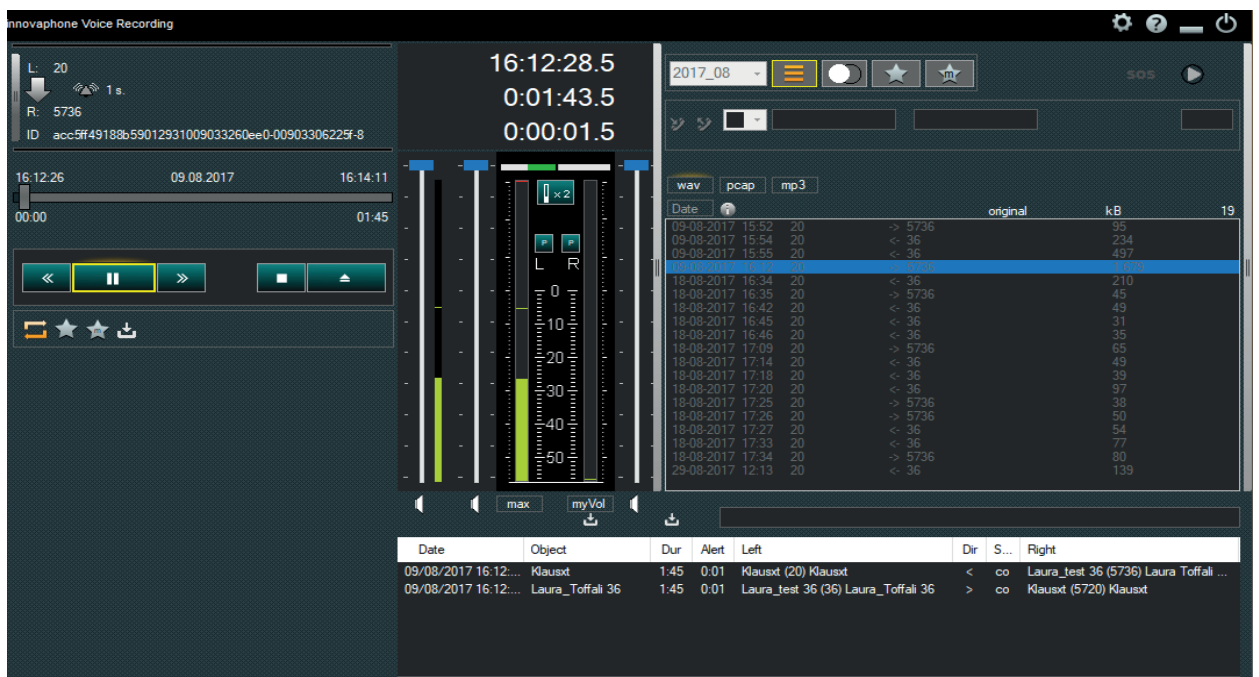 innovaphone Voice Recording
L: 20
1 s.
R: 5736
ID acc5ff49188b59012931009033260ee0-00903306225f-8
16:12:26 09.08.2017 16:14:11
00:00 01:45
16:12:28.5
0:01:43.5
0:00:01.5
x2
P P
L R
0
10
20
30
40
50
max myVol
2017_08 m sos
wav pcap mp3
Date original kB 19
09-08-2017 15:52 20 -> 5736 95
09-08-2017 15:54 20 <- 36 234
09-08-2017 15:55 20 <- 36 497
18-08-2017 16:34 20 <- 36 210
18-08-2017 16:35 20 -> 5736 45
18-08-2017 16:42 20 <- 36 49
18-08-2017 16:45 20 <- 36 31
18-08-2017 16:46 20 <- 36 35
18-08-2017 17:09 20 -> 5736 65
18-08-2017 17:14 20 <- 36 49
18-08-2017 17:18 20 <- 36 39
18-08-2017 17:20 20 <- 36 97
18-08-2017 17:25 20 -> 5736 38
18-08-2017 17:26 20 -> 5736 50
18-08-2017 17:27 20 <- 36 54
18-08-2017 17:33 20 <- 36 77
18-08-2017 17:34 20 -> 5736 80
29-08-2017 12:13 20 <- 36 139
Date Object Dur Alert Left Dir S... Right
09/08/2017 16:12:... Klausxt 1:45 0:01 Klausxt (20) Klausxt < co Laura_test 36 (5736) Laura Toffali ...
09/08/2017 16:12:... Laura_Toffali 36 1:45 0:01 Laura_test 36 (36) Laura_Toffali 36 > co Klausxt (5720) Klausxt